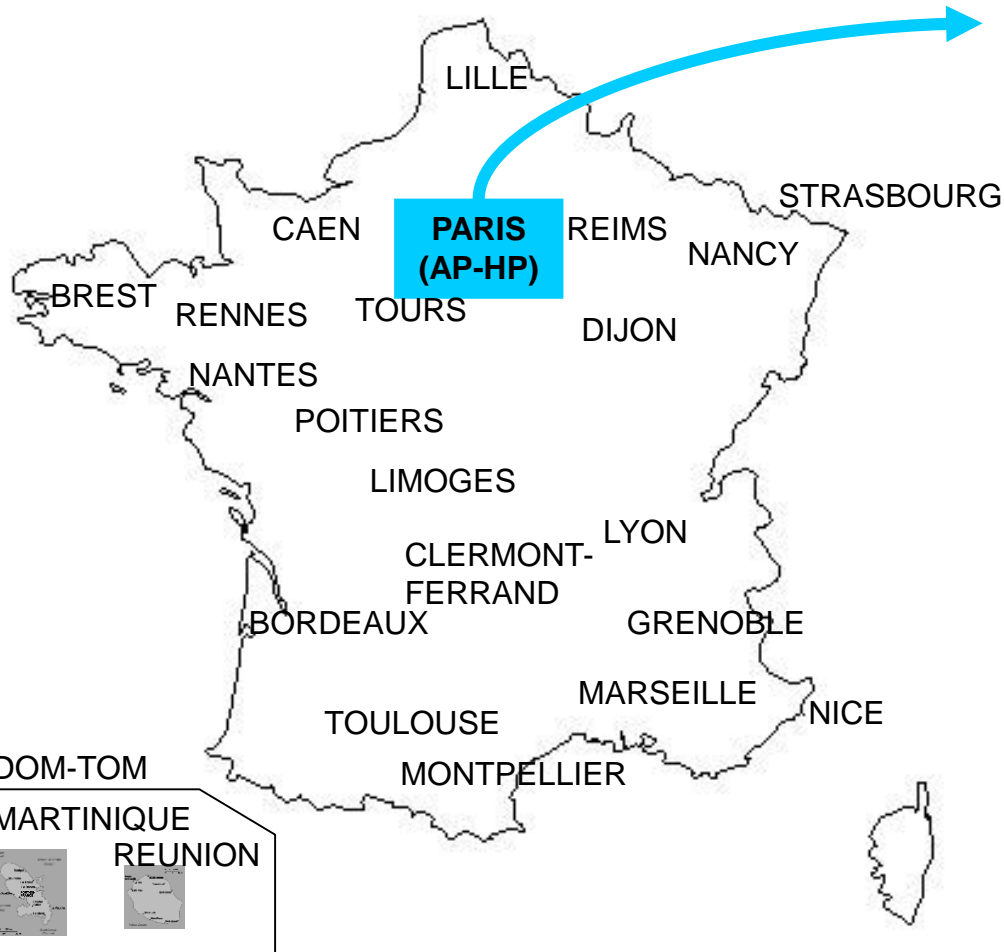 LILLE
STRASBOURG
CAEN
PARIS
(AP-HP)
REIMS
NANCY
BREST
RENNES
TOURS
DIJON
NANTES
POITIERS
LIMOGES
LYON
CLERMONT-
FERRAND
BORDEAUX
GRENOBLE
MARSEILLE
NICE
TOULOUSE
MONTPELLIER
DOM-TOM
MARTINIQUE
REUNION